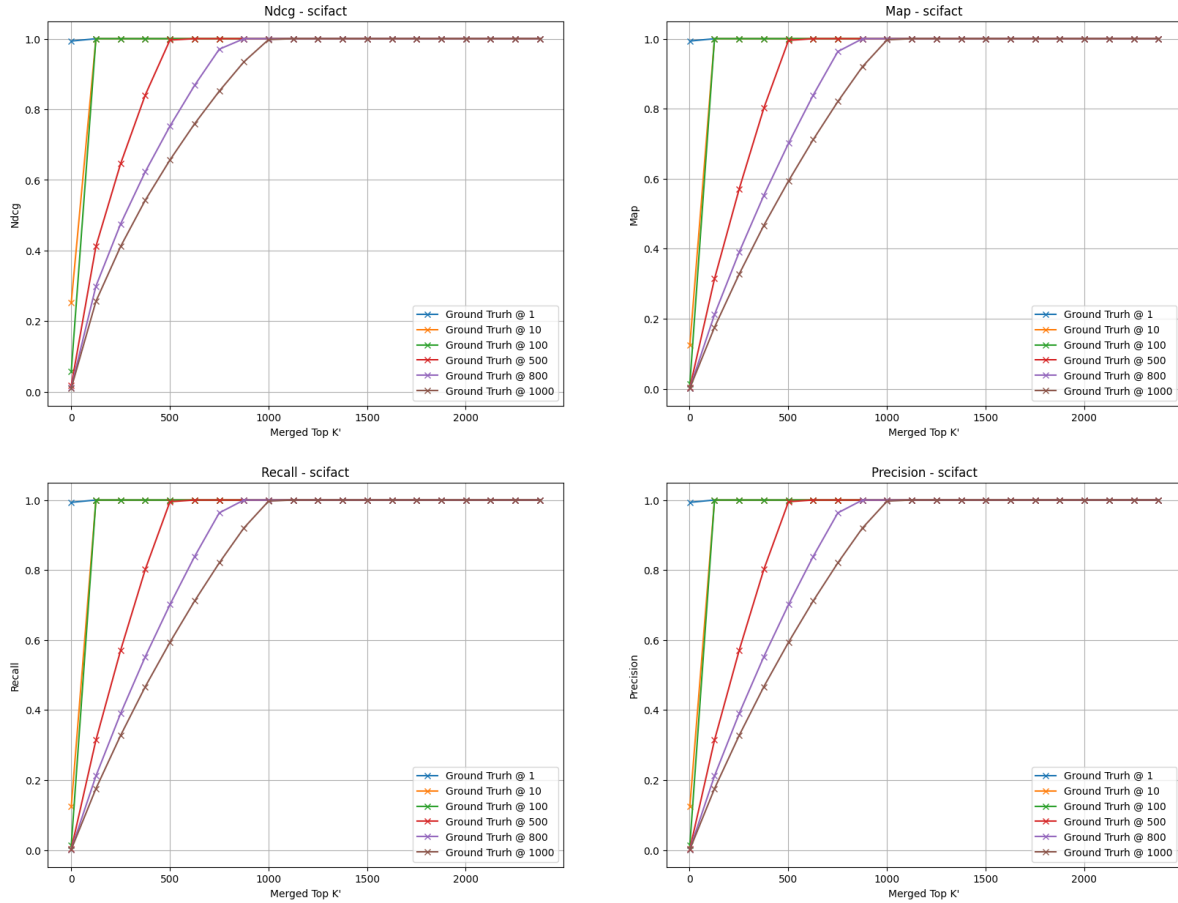 Ndcg - scifact
1.0
0.8
0.6
0.4
0.2
0.0
Ndcg
0 500 1000 1500 2000
Merged Top K'
Ground Trurh @ 1
Ground Trurh @ 10
Ground Trurh @ 100
Ground Trurh @ 500
Ground Trurh @ 800
Ground Trurh @ 1000
Map - scifact
1.0
0.8
0.6
0.4
0.2
0.0
Map
0 500 1000 1500 2000
Merged Top K'
Ground Trurh @ 1
Ground Trurh @ 10
Ground Trurh @ 100
Ground Trurh @ 500
Ground Trurh @ 800
Ground Trurh @ 1000
Recall - scifact
1.0
0.8
0.6
0.4
0.2
0.0
Recall
0 500 1000 1500 2000
Merged Top K'
Ground Trurh @ 1
Ground Trurh @ 10
Ground Trurh @ 100
Ground Trurh @ 500
Ground Trurh @ 800
Ground Trurh @ 1000
Precision - scifact
1.0
0.8
0.6
0.4
0.2
0.0
Precision
0 500 1000 1500 2000
Merged Top K'
Ground Trurh @ 1
Ground Trurh @ 10
Ground Trurh @ 100
Ground Trurh @ 500
Ground Trurh @ 800
Ground Trurh @ 1000